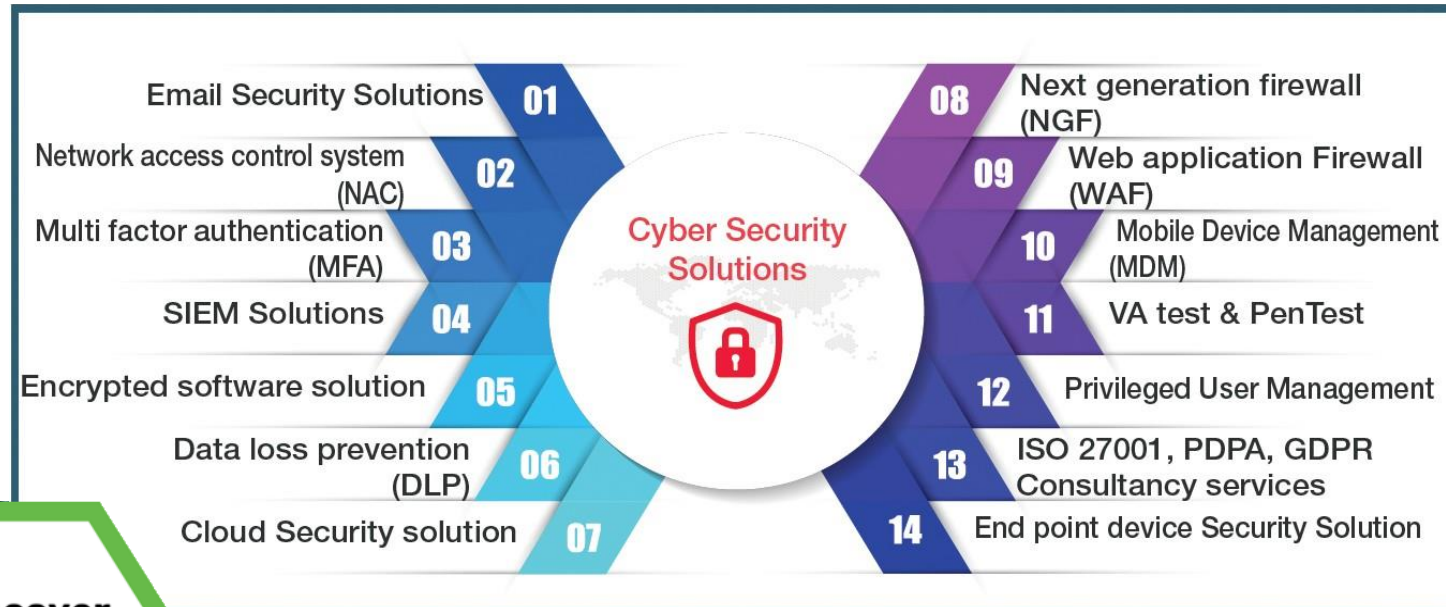 Email Security Solutions 01
Network access control system
(NAC)
02
Multi factor authentication
(MFA)
03
SIEM Solutions 04
Encrypted software solution 05
Data loss prevention
(DLP)
06
Cloud Security solution 07
Cyber Security
Solutions
08
Next generation firewall
(NGF)
09
Web application Firewall
(WAF)
10
Mobile Device Management
(MDM)
11 VA test & PenTest
12 Privileged User Management
13
ISO 27001, PDPA, GDPR
Consultancy services
14 End point device Security Solution